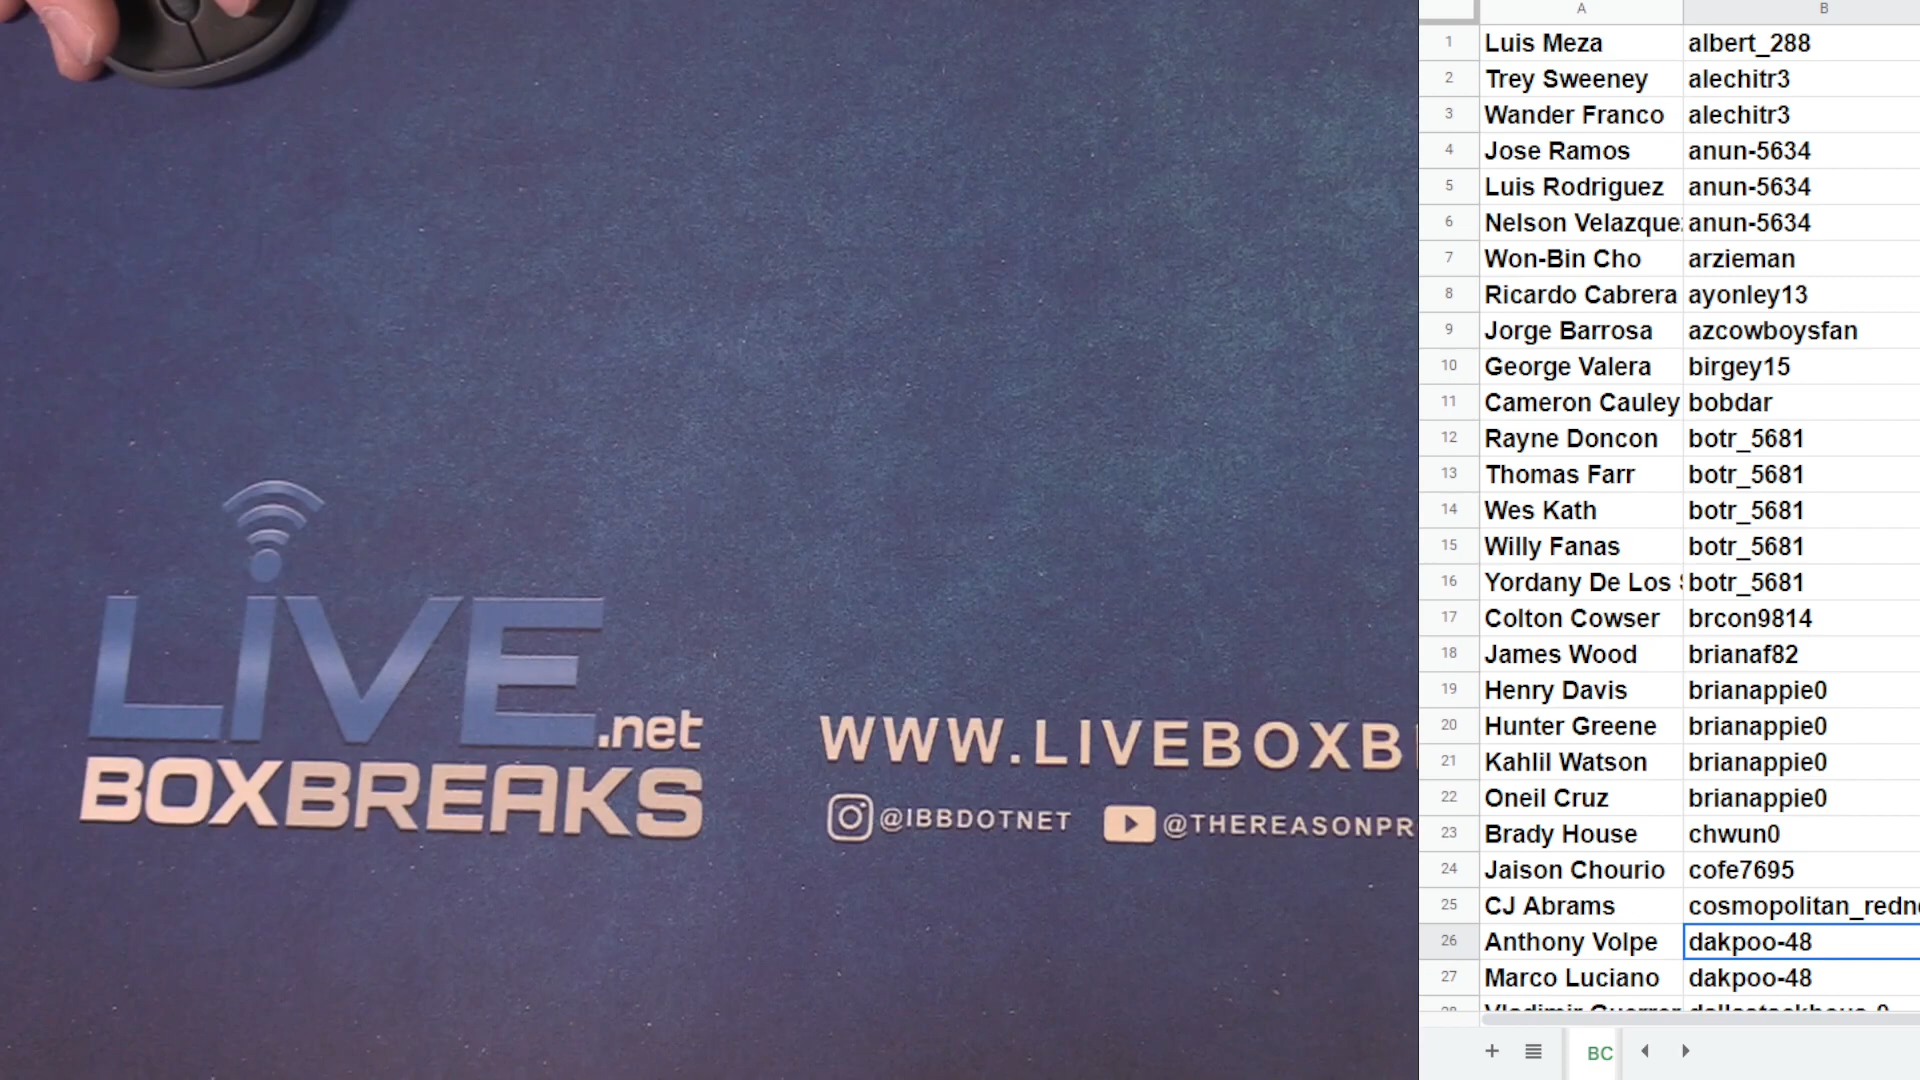 LIVE.net
BOXBREAKS
WWW.LIVEBOXB
@IBBDOTNET
@THEREASONPR
A B
1 Luis Meza albert_288
2 Trey Sweeney alechitr3
3 Wander Franco alechitr3
4 Jose Ramos anun-5634
5 Luis Rodriguez anun-5634
6 Nelson Velazque anun-5634
7 Won-Bin Cho arzieman
8 Ricardo Cabrera ayonley13
9 Jorge Barrosa azcowboysfan
10 George Valera birgey15
11 Cameron Cauley bobdar
12 Rayne Doncon botr_5681
13 Thomas Farr botr_5681
14 Wes Kath botr_5681
15 Willy Fanas botr_5681
16 Yordany De Los botr_5681
17 Colton Cowser brcon9814
18 James Wood brianaf82
19 Henry Davis brianappie0
20 Hunter Greene brianappie0
21 Kahlil Watson brianappie0
22 Oneil Cruz brianappie0
23 Brady House chwun0
24 Jaison Chourio cofe7695
25 CJ Abrams cosmopolitan_redn
26 Anthony Volpe dakpoo-48
27 Marco Luciano dakpoo-48
BC